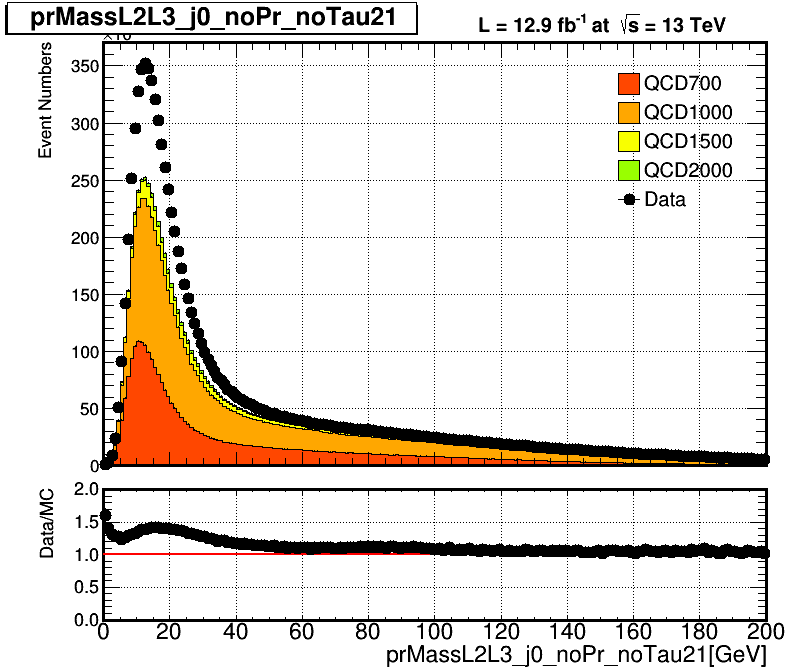 prMassL2L3_j0_noPr_noTau21
L = 12.9 fb-1 at √s = 13 TeV
Event Numbers
350
300
250
200
150
100
50
0
QCD700
QCD1000
QCD1500
QCD2000
Data
Data/MC
2.0
1.5
1.0
0.5
0.0
0 20 40 60 80 100 120 140 160 180 200
prMassL2L3_j0_noPr_noTau21[GeV]